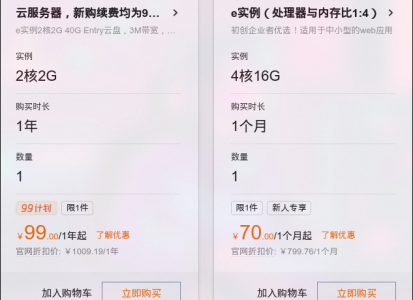 云服务器，新购续费均为9...
e实例2核2G 40G Entry云盘，3M带宽，...
实例
2核2G
购买时长
1年
数量
1
99计划 限1件
¥99.00/1年起 了解优惠
官网折扣价: ¥1009.19/1年
加入购物车 立即购买
e实例（处理器与内存比1:4）
初创企业者优选！适用于中小型的web应用
实例
4核16G
购买时长
1个月
数量
1
限1件 新人专享
¥70.00/1个月起 了解优惠
官网折扣价: ¥799.76/1个月
加入购物车 立即购买